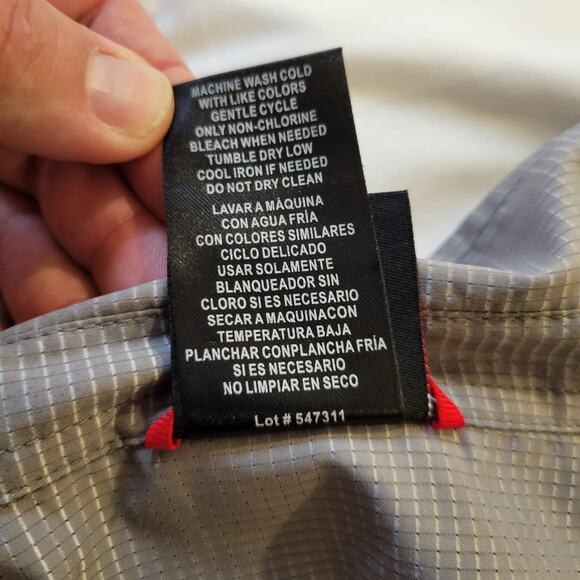 MACHINE WASH COLD
WITH LIKE COLORS
GENTLE CYCLE
ONLY NON-CHLORINE
BLEACH WHEN NEEDED
TUMBLE DRY LOW
COOL IRON IF NEEDED
DO NOT DRY CLEAN
LAVAR A MÁQUINA
CON AGUA FRÍA
CON COLORES SIMILARES
CICLO DELICADO
USAR SOLAMENTE
BLANQUEADOR SIN
CLORO SI ES NECESARIO
SECAR A MAQUINACON
TEMPERATURA BAJA
PLANCHAR CONPLANCHA FRÍA
SI ES NECESARIO
NO LIMPIAR EN SECO
Lot # 547311